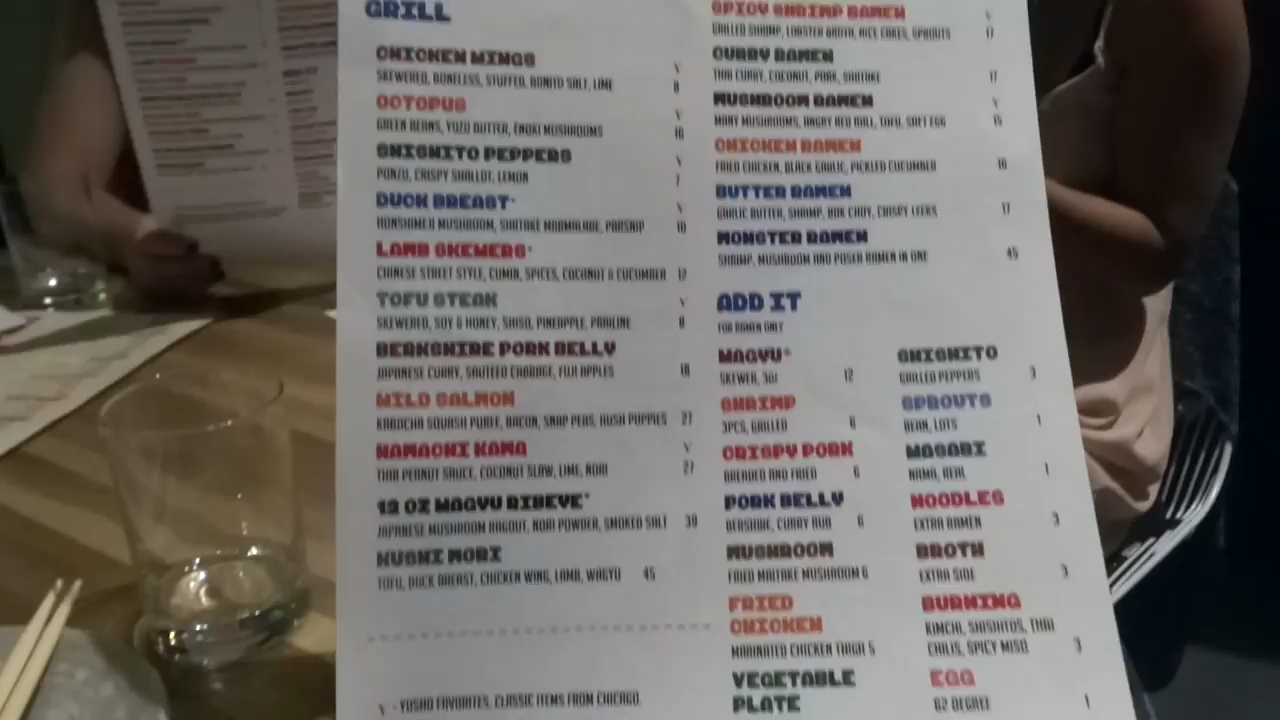 GRILL
CHICKEN WINGS Y
SKEWERED, BONELESS, STUFFED, BONITO SALT, LIME 8
OCTOPUS Y
GREEN BEANS, YUZU BUTTER, ENOKI MUSHROOMS 16
SHISHITO PEPPERS Y
PONZU, CRISPY SHALLOT, LEMON 7
DUCK BREAST* Y
HONSHIMEJI MUSHROOM, SHIITAKE MARMALADE, PARSNIP 10
LAMB SKEWERS*
CHINESE STREET STYLE, CUMIN, SPICES, COCONUT & CUCUMBER 12
TOFU STEAK Y
SKEWERED, SOY & HONEY, SHISO, PINEAPPLE, PRALINE 8
BERKSHIRE PORK BELLY
JAPANESE CURRY, SAUTEED CABBAGE, FUJI APPLES 18
WILD SALMON
KABOCHA SQUASH PUREE, BACON, SNAP PEAS, HUSH PUPPIES 27
HAMACHI KAMA Y
THAI PEANUT SAUCE, COCONUT SLAW, LIME, NORI 27
12 OZ WAGYU RIBEYE*
JAPANESE MUSHROOM RAGOUT, NORI POWDER, SMOKED SALT 39
KUSHI MORI
TOFU, DUCK BREAST, CHICKEN WING, LAMB, WAGYU 45
Y - YUSHO FAVORITES. CLASSIC ITEMS FROM CHICAGO.
SPICY SHRIMP RAMEN Y
GRILLED SHRIMP, LOBSTER BROTH, RICE CAKES, SPROUTS 17
CURRY RAMEN
THAI CURRY, COCONUT, PORK, SHIITAKE 17
MUSHROOM RAMEN Y
MANY MUSHROOMS, ANGRY RED BALL, TOFU, SOFT EGG 15
CHICKEN RAMEN
FRIED CHICKEN, BLACK GARLIC, PICKLED CUCUMBER 16
BUTTER RAMEN
GARLIC BUTTER, SHRIMP, BOK CHOY, CRISPY LEEKS 17
MONSTER RAMEN
SHRIMP, MUSHROOM AND POSER RAMEN IN ONE 45
ADD IT
FOR RAMEN ONLY
WAGYU*
SKEWER, 3oz 12
SHRIMP
3PCS, GRILLED 6
CRISPY PORK
BREADED AND FRIED 6
PORK BELLY
BERSHIRE, CURRY RUB 6
MUSHROOM
FRIED MAITAKE MUSHROOM 6
FRIED
CHICKEN
MARINATED CHICKEN THIGH 5
VEGETABLE
PLATE
SHISHITO
GRILLED PEPPERS 3
SPROUTS
BEAN, LOTS 1
WASABI
NAMA, REAL 1
NOODLES
EXTRA RAMEN 3
BROTH
EXTRA SIDE 3
BURNING
KIMCHI, SHISHITOS, THAI
CHILIS, SPICY MISO 3
EGG
62 DEGREE 1